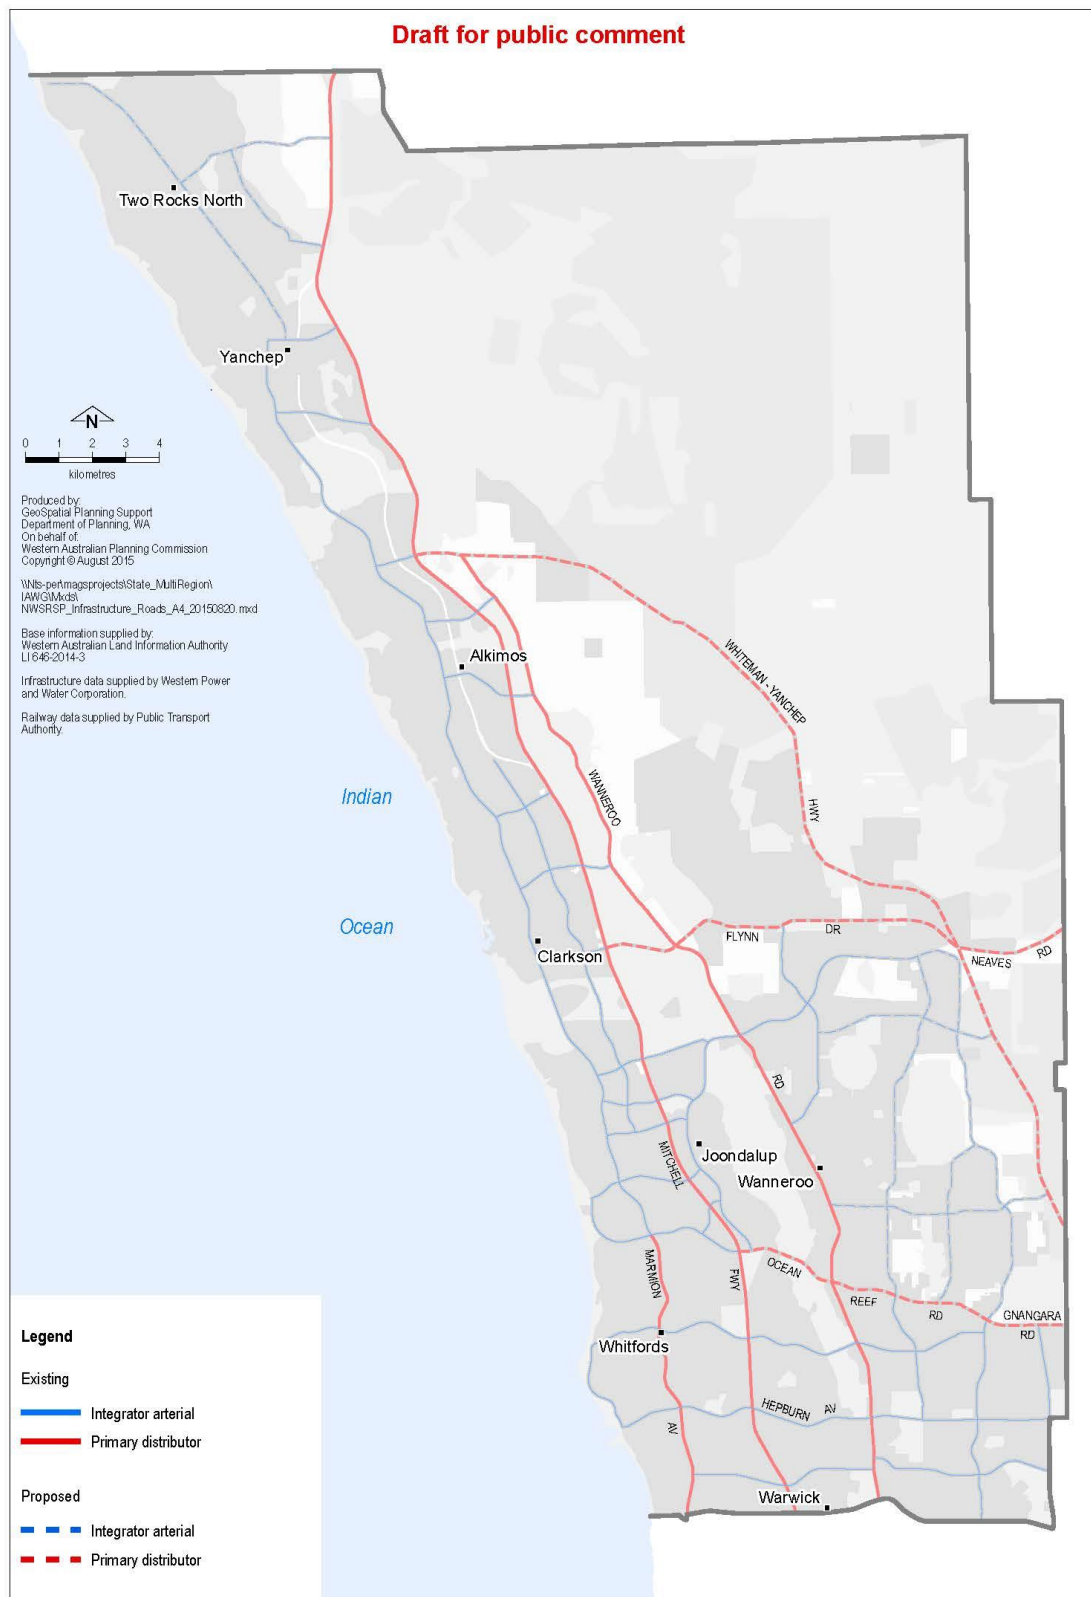 Draft for public comment
Two Rocks North
Yanchep
N
0 1 2 3 4
kilometres
Produced by:
GeoSpatial Planning Support
Department of Planning, WA
On behalf of:
Western Australian Planning Commission
Copyright © August 2015
\\Nts-per\magsprojects\State_MultiRegion\
IAWG\Mxds\
NWSRSP_Infrastructure_Roads_A4_20150820.mxd
Base information supplied by:
Western Australian Land Information Authority
LI 646-2014-3
Infrastructure data supplied by Western Power
and Water Corporation.
Railway data supplied by Public Transport
Authority.
Alkimos
WHITEMAN - YANCHEP
HWY
WANNEROO
Indian
Ocean
Clarkson
FLYNN
DR
NEAVES
RD
RD
Joondalup
Wanneroo
MITCHELL
FWY
MARMION
AV
OCEAN
REEF
RD
GNANGARA
RD
Whitfords
HEPBURN
AV
Warwick
Legend
Existing
Integrator arterial
Primary distributor
Proposed
Integrator arterial
Primary distributor